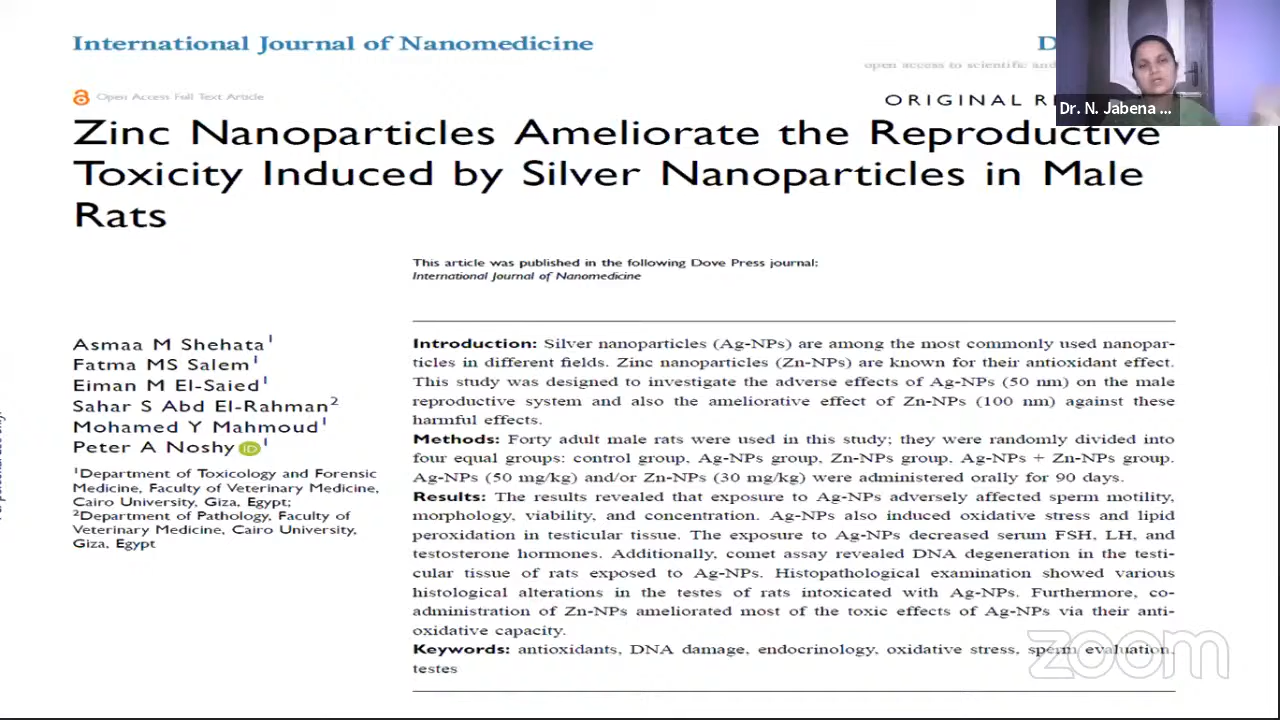 International Journal of Nanomedicine
D
open access to scientific and
Open Access Full Text Article
ORIGINAL R
Dr. N. Jabena ...
Zinc Nanoparticles Ameliorate the Reproductive
Toxicity Induced by Silver Nanoparticles in Male
Rats
This article was published in the following Dove Press journal:
International Journal of Nanomedicine
Asmaa M Shehata1
Fatma MS Salem1
Eiman M El-Saied1
Sahar S Abd El-Rahman2
Mohamed Y Mahmoud1
Peter A Noshy iD 1
1Department of Toxicology and Forensic
Medicine, Faculty of Veterinary Medicine,
Cairo University, Giza, Egypt;
2Department of Pathology, Faculty of
Veterinary Medicine, Cairo University,
Giza, Egypt
Introduction: Silver nanoparticles (Ag-NPs) are among the most commonly used nanopar-
ticles in different fields. Zinc nanoparticles (Zn-NPs) are known for their antioxidant effect.
This study was designed to investigate the adverse effects of Ag-NPs (50 nm) on the male
reproductive system and also the ameliorative effect of Zn-NPs (100 nm) against these
harmful effects.
Methods: Forty adult male rats were used in this study; they were randomly divided into
four equal groups: control group, Ag-NPs group, Zn-NPs group, Ag-NPs + Zn-NPs group.
Ag-NPs (50 mg/kg) and/or Zn-NPs (30 mg/kg) were administered orally for 90 days.
Results: The results revealed that exposure to Ag-NPs adversely affected sperm motility,
morphology, viability, and concentration. Ag-NPs also induced oxidative stress and lipid
peroxidation in testicular tissue. The exposure to Ag-NPs decreased serum FSH, LH, and
testosterone hormones. Additionally, comet assay revealed DNA degeneration in the testi-
cular tissue of rats exposed to Ag-NPs. Histopathological examination showed various
histological alterations in the testes of rats intoxicated with Ag-NPs. Furthermore, co-
administration of Zn-NPs ameliorated most of the toxic effects of Ag-NPs via their anti-
oxidative capacity.
Keywords: antioxidants, DNA damage, endocrinology, oxidative stress, sperm evaluation,
testes
zoom